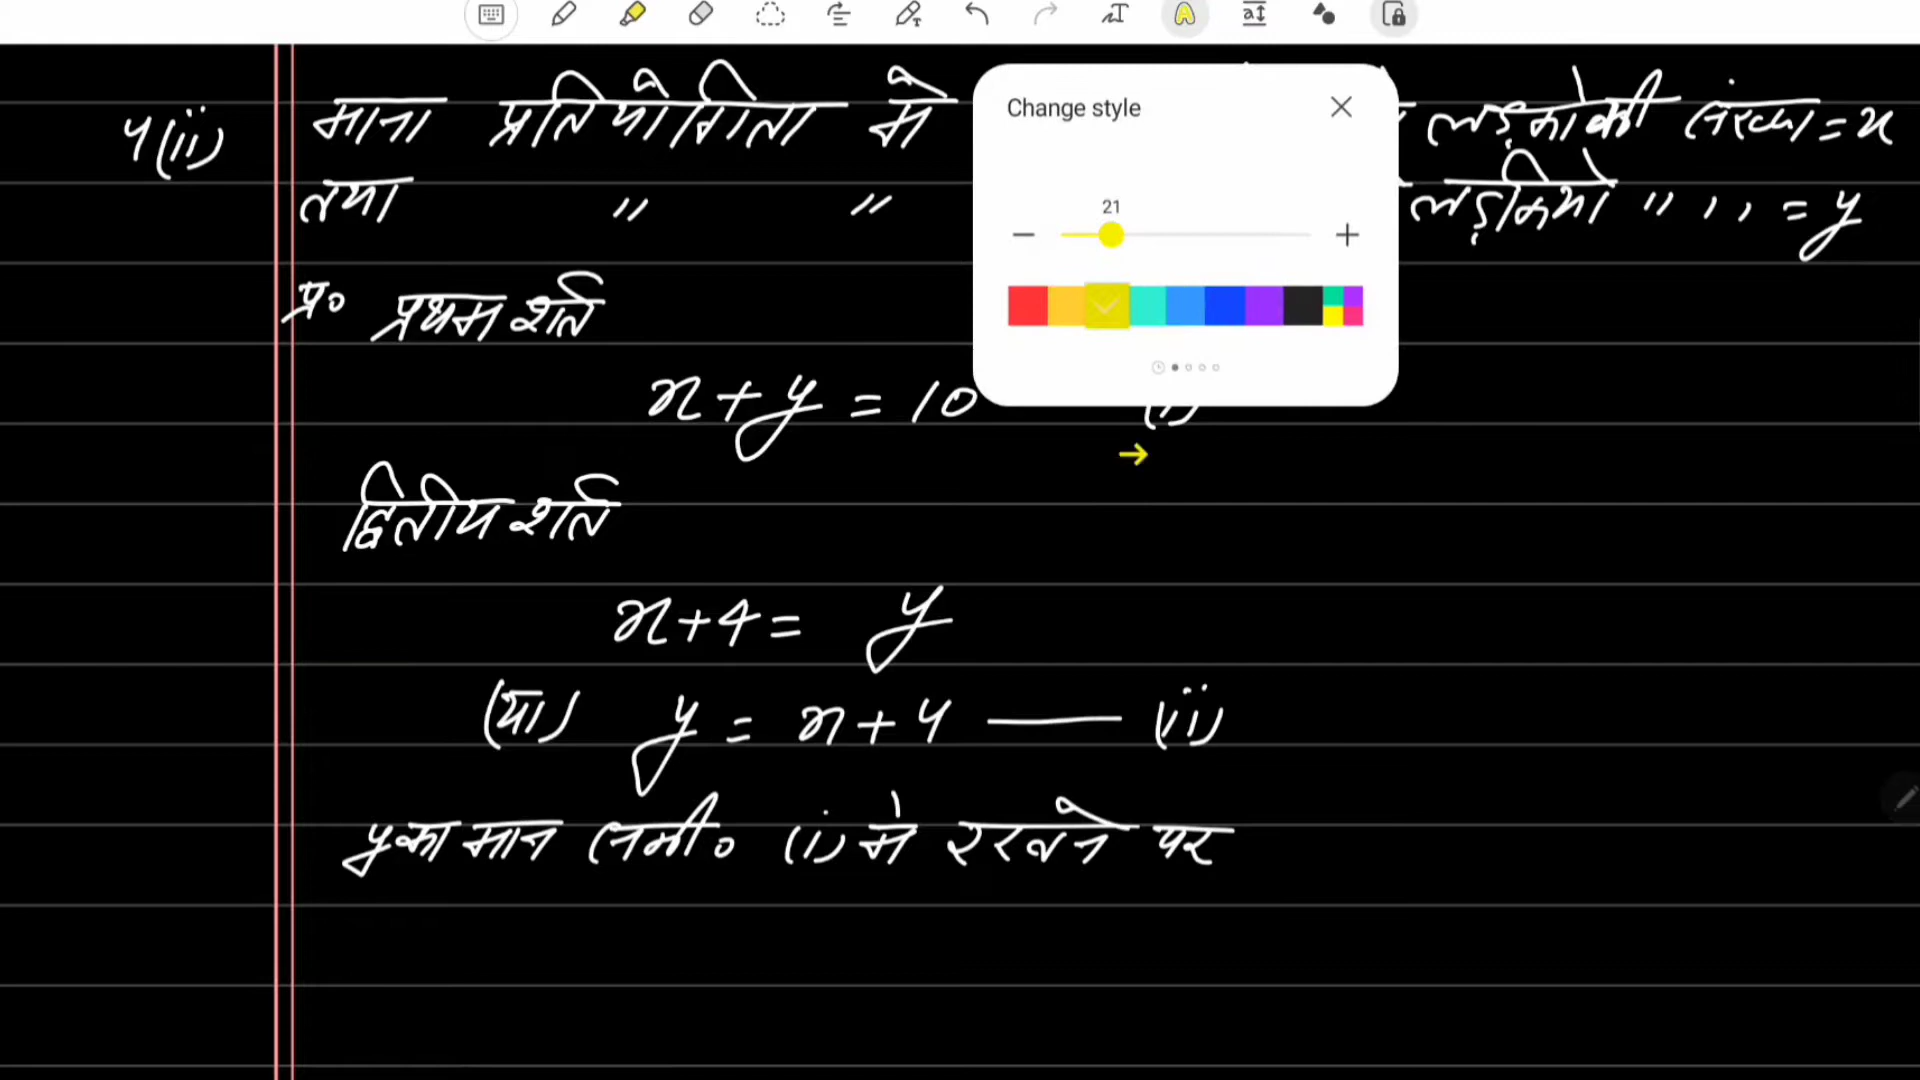 Change style
21
4(ii) माना प्रतियोगिता में लड़कों की संख्या = x
तथा " " लड़कियों " ,, = y
प्र० प्रथम शर्त
x + y = 10 (i)
द्वितीय शर्त
x + 4 = y
(या) y = x + 4 —— (ii)
y का मान समी० (i) में रखने पर